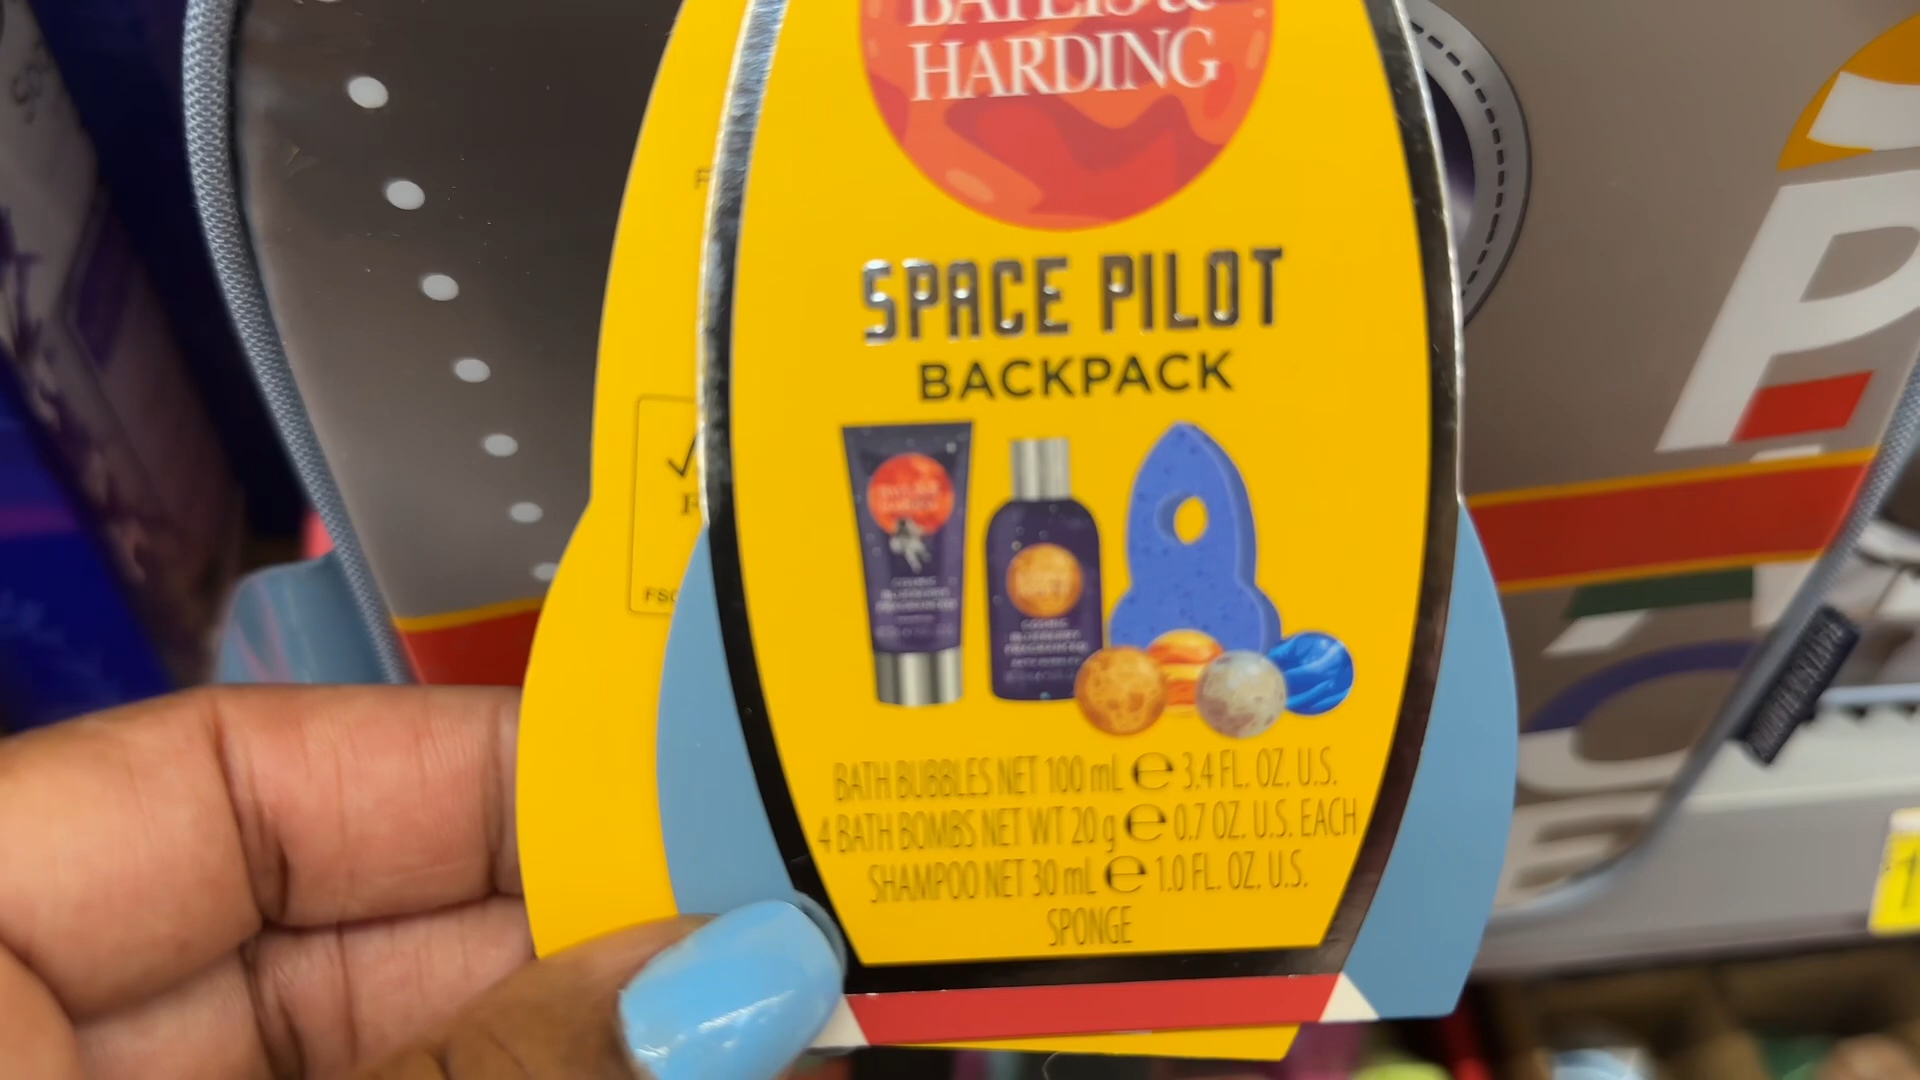 BAYLIS &
HARDING
SPACE PILOT
BACKPACK
BATH BUBBLES NET 100 mL ℮ 3.4 FL. OZ. U.S.
4 BATH BOMBS NET WT 20 g ℮ 0.7 OZ. U.S. EACH
SHAMPOO NET 30 mL ℮ 1.0 FL. OZ. U.S.
SPONGE